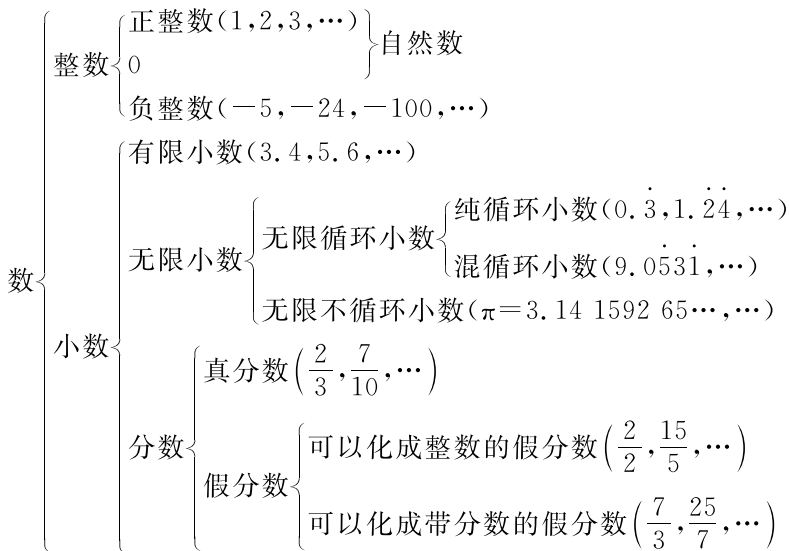 正整数(1,2,3,…)
自然数
整数
0
负整数(-5,-24,-100,…)
有限小数(3.4,5.6,…)
纯循环小数(0.3̇,1.2̇4̇,…)
无限循环小数
无限小数
混循环小数(9.05̇31̇,…)
数
无限不循环小数(π=3.14 1592 65…,…)
小数
真分数(2/3,7/10,…)
分数
可以化成整数的假分数(2/2,15/5,…)
假分数
可以化成带分数的假分数(7/3,25/7,…)